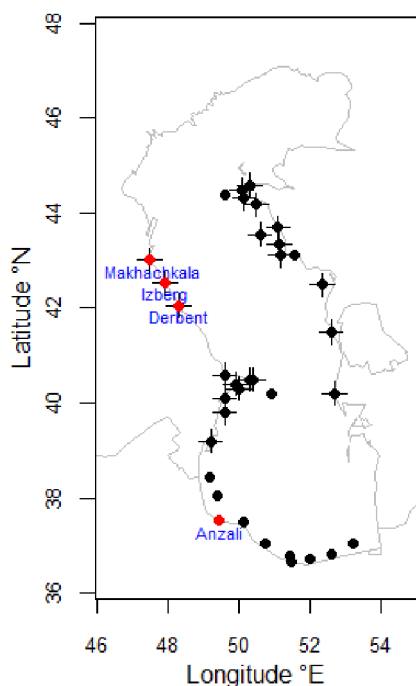 48
46
44
42
40
38
36
Latitude °N
Makhachkala
Izberg
Derbent
Anzali
46 48 50 52 54
Longitude °E